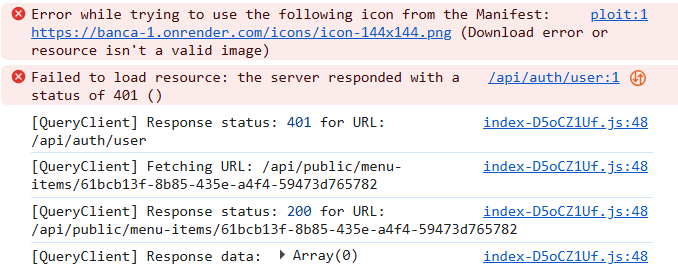 Error while trying to use the following icon from the Manifest: ploit:1
https://banca-1.onrender.com/icons/icon-144x144.png (Download error or
resource isn't a valid image)
Failed to load resource: the server responded with a /api/auth/user:1
status of 401 ()
[QueryClient] Response status: 401 for URL: index-D5oCZ1Uf.js:48
/api/auth/user
[QueryClient] Fetching URL: /api/public/menu- index-D5oCZ1Uf.js:48
items/61bcb13f-8b85-435e-a4f4-59473d765782
[QueryClient] Response status: 200 for URL: index-D5oCZ1Uf.js:48
/api/public/menu-items/61bcb13f-8b85-435e-a4f4-59473d765782
[QueryClient] Response data: Array(0) index-D5oCZ1Uf.js:48